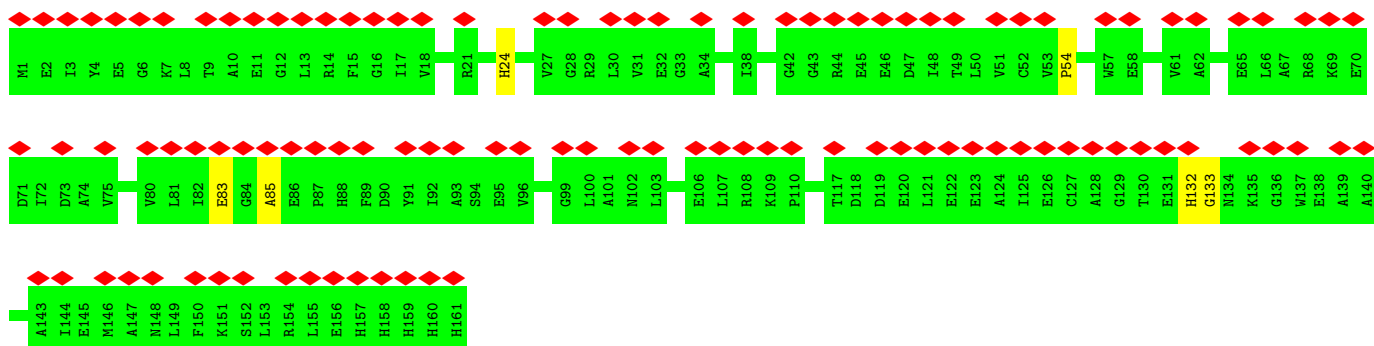 M1 E2 I3 Y4 E5 G6 K7 L8 T9 A10 E11 G12 L13 R14 F15 G16 I17 V18 R21 H24 V27 G28 R29 L30 V31 E32 G33 A34 I38 G42 G43 R44 E45 E46 D47 I48 T49 L50 V51 C52 V53 P54 W57 E58 V61 A62 E65 L66 A67 R68 K69 E70
D71 I72 D73 A74 V75 V80 L81 I82 E83 G84 A85 E86 P87 H88 F89 D90 Y91 I92 A93 S94 E95 V96 G99 L100 A101 N102 L103 E106 L107 R108 K109 P110 T117 D118 D119 E120 L121 E122 E123 A124 I125 E126 C127 A128 G129 T130 E131 H132 G133 N134 K135 G136 W137 E138 A139 A140
A143 I144 E145 M146 A147 N148 L149 F150 K151 S152 L153 R154 L155 E156 H157 H158 H159 H160 H161